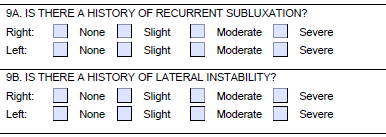 9A. IS THERE A HISTORY OF RECURRENT SUBLUXATION?
Right: None Slight Moderate Severe
Left: None Slight Moderate Severe
9B. IS THERE A HISTORY OF LATERAL INSTABILITY?
Right: None Slight Moderate Severe
Left: None Slight Moderate Severe